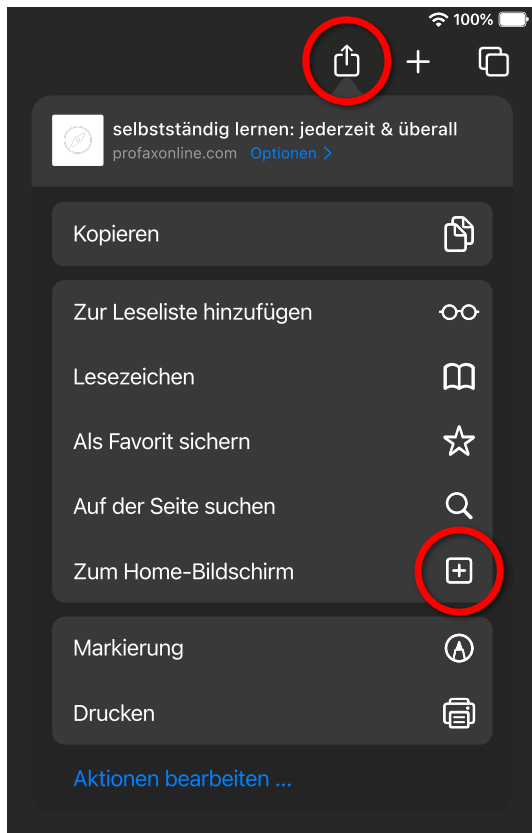 100%
selbstständig lernen: jederzeit & überall
profaxonline.com Optionen >
Kopieren
Zur Leseliste hinzufügen
Lesezeichen
Als Favorit sichern
Auf der Seite suchen
Zum Home-Bildschirm
Markierung
Drucken
Aktionen bearbeiten ...